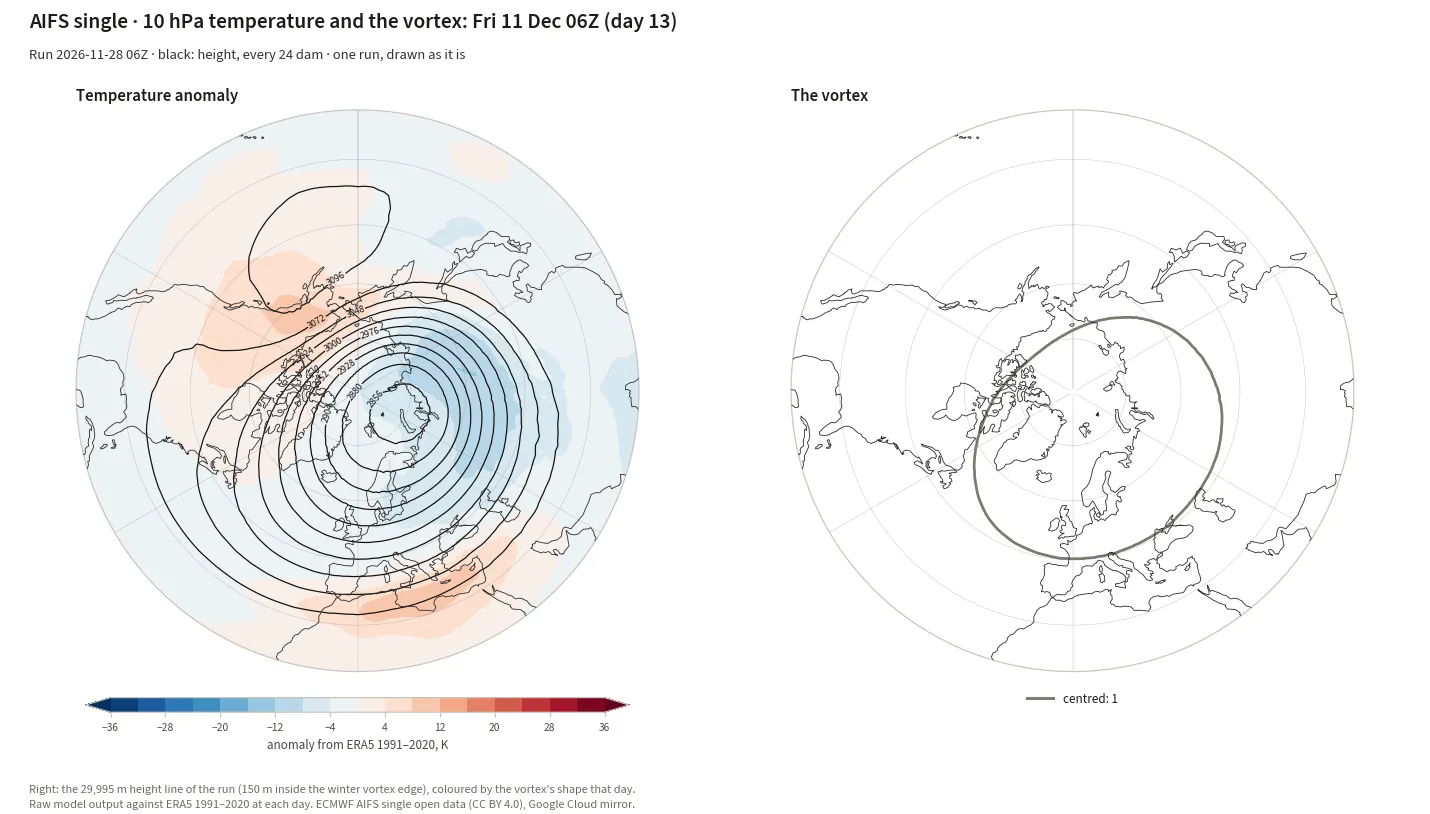 AIFS single · 10 hPa temperature and the vortex: Fri 11 Dec 06Z (day 13)
Run 2026-11-28 06Z · black: height, every 24 dam · one run, drawn as it is
Temperature anomaly
The vortex
3096
3072
3048
3000
2976
2928
2880
2856
−36 −28 −20 −12 −4 4 12 20 28 36
anomaly from ERA5 1991–2020, K
centred: 1
Right: the 29,995 m height line of the run (150 m inside the winter vortex edge), coloured by the vortex's shape that day.
Raw model output against ERA5 1991–2020 at each day. ECMWF AIFS single open data (CC BY 4.0), Google Cloud mirror.